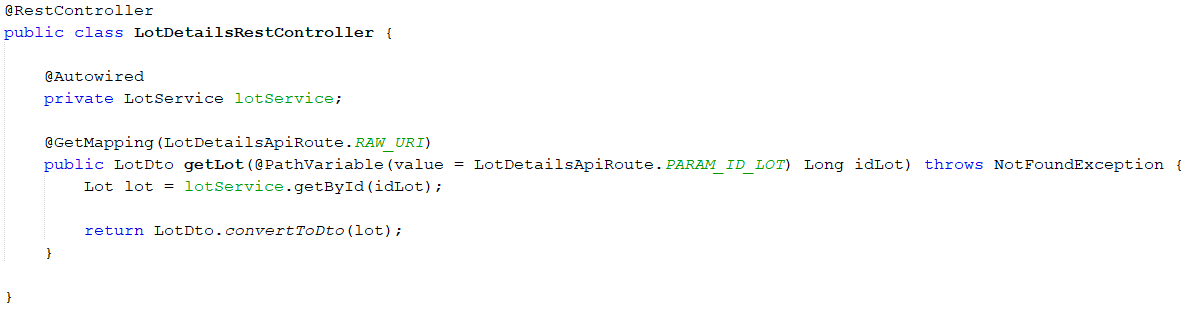 @RestController
public class LotDetailsRestController {
@Autowired
private LotService lotService;
@GetMapping(LotDetailsApiRoute.RAW_URI)
public LotDto getLot(@PathVariable(value = LotDetailsApiRoute.PARAM_ID_LOT) Long idLot) throws NotFoundException {
Lot lot = lotService.getById(idLot);
return LotDto.convertToDto(lot);
}
}